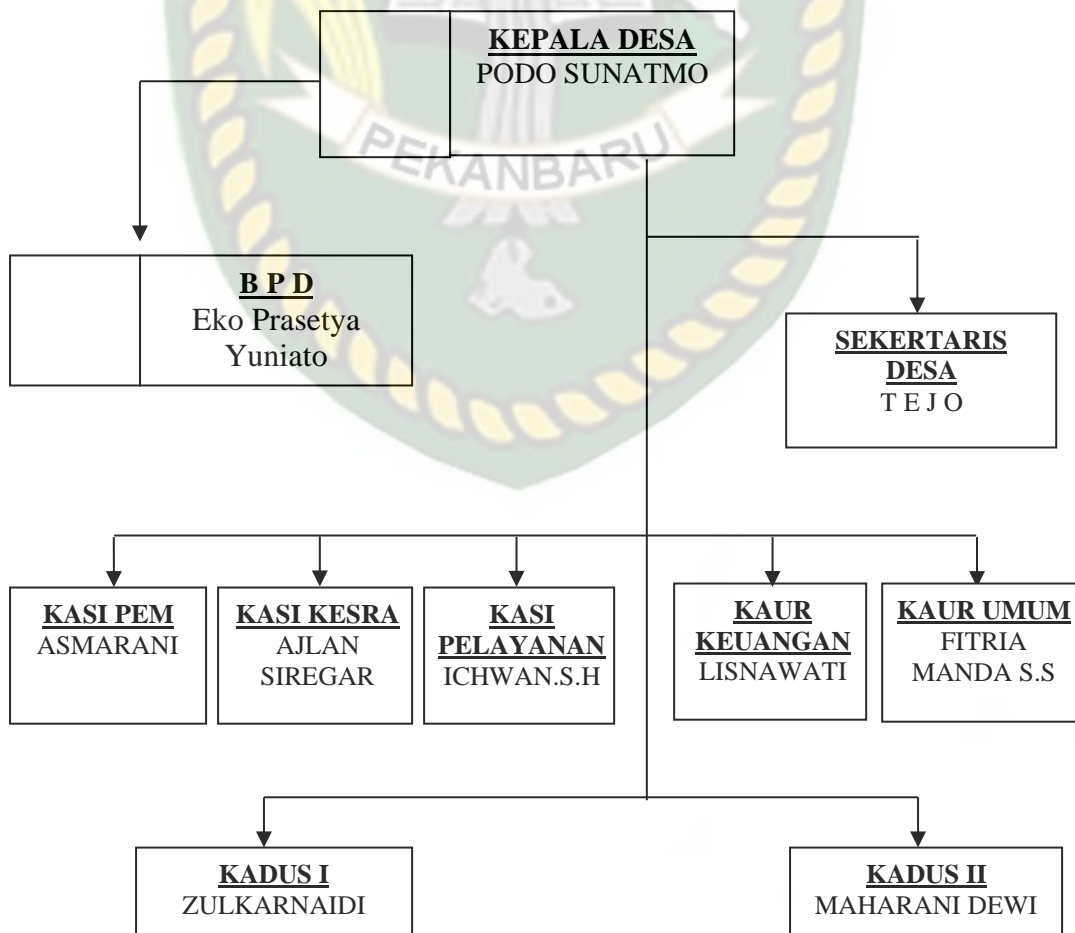 KEPALA DESA
PODO SUNATMO
PEKANBARU
B P D
Eko Prasetya
Yuniato
SEKERTARIS
DESA
T E J O
KASI PEM
ASMARANI
KASI KESRA
AJLAN
SIREGAR
KASI
PELAYANAN
ICHWAN.S.H
KAUR
KEUANGAN
LISNAWATI
KAUR UMUM
FITRIA
MANDA S.S
KADUS I
ZULKARNAIDI
KADUS II
MAHARANI DEWI